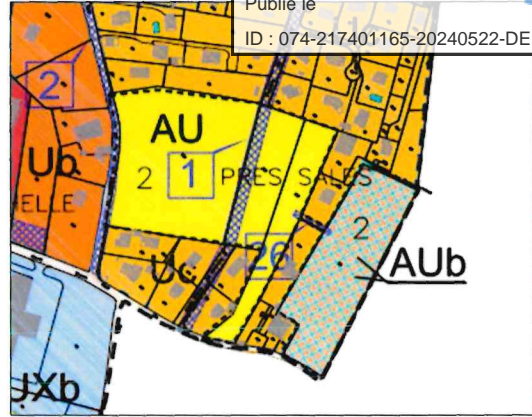 Publié le
ID : 074-217401165-20240522-DE
2
AU
Ub
2
1
PRES SALES
ELLE
2
Uc
26
AUb
UXb